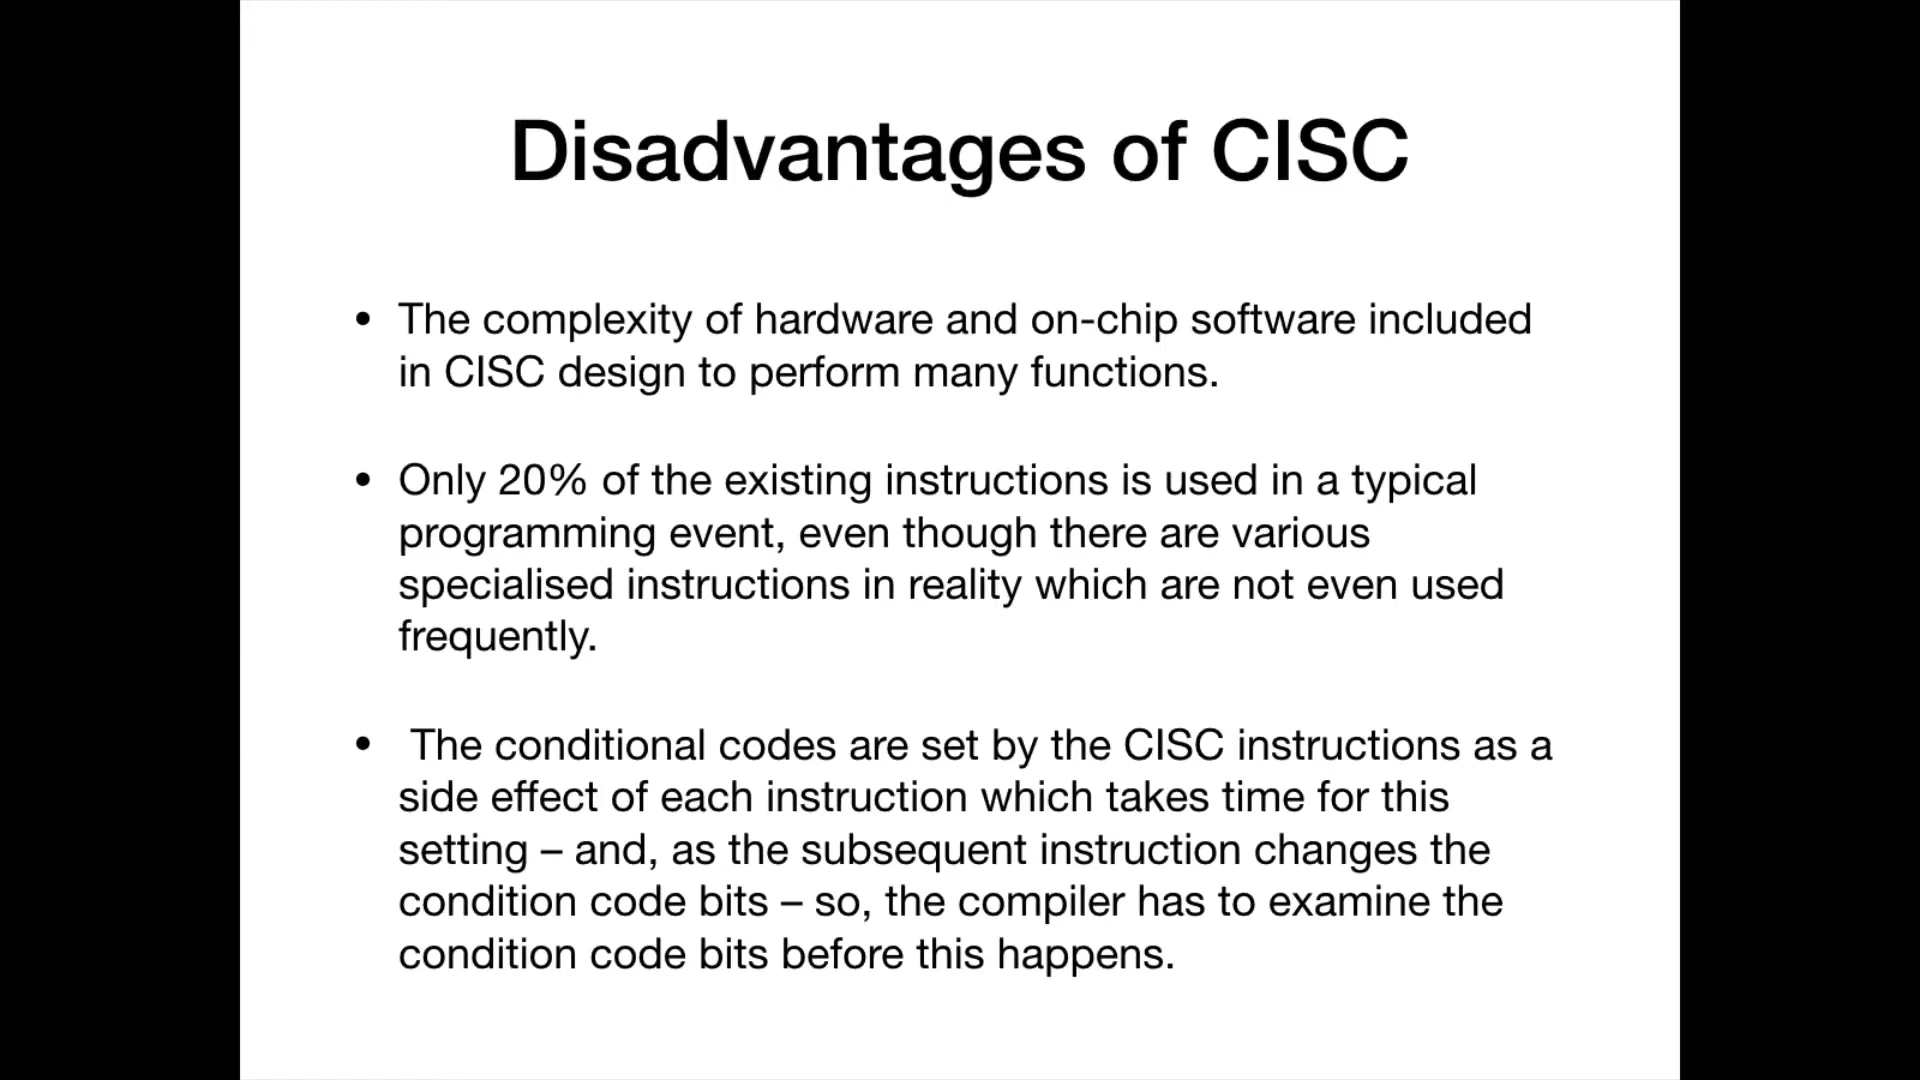 Disadvantages of CISC
• The complexity of hardware and on-chip software included
in CISC design to perform many functions.
• Only 20% of the existing instructions is used in a typical
programming event, even though there are various
specialised instructions in reality which are not even used
frequently.
• The conditional codes are set by the CISC instructions as a
side effect of each instruction which takes time for this
setting – and, as the subsequent instruction changes the
condition code bits – so, the compiler has to examine the
condition code bits before this happens.